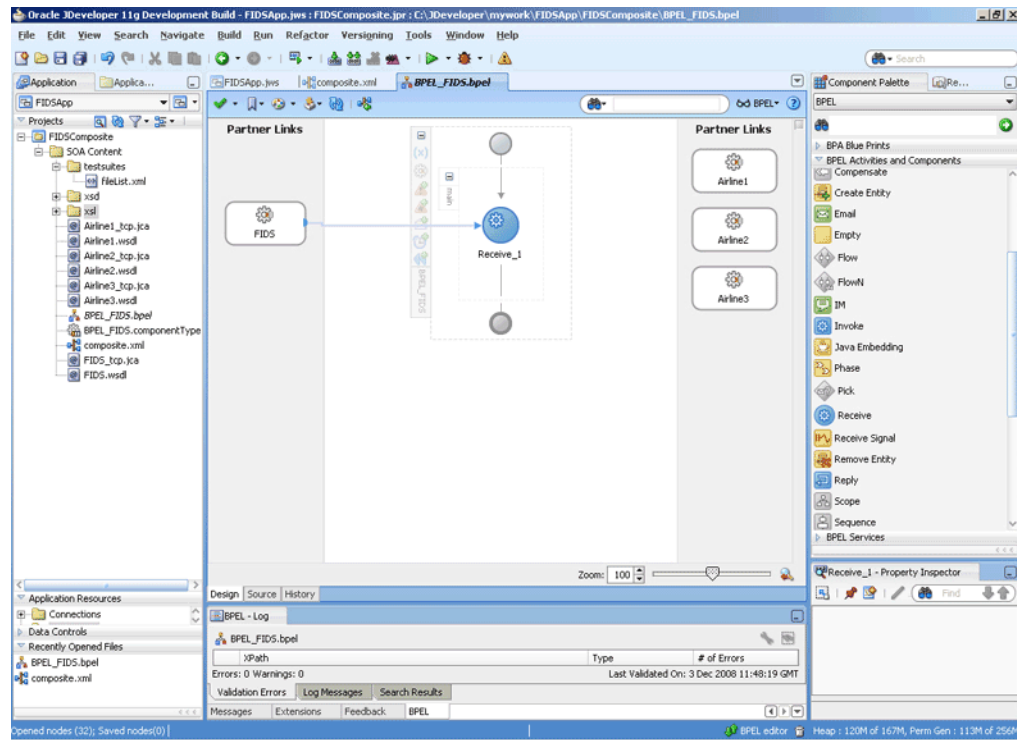 Oracle JDeveloper 11g Development Build - FIDSApp.jws : FIDSComposite.jpr : C:\JDeveloper\mywork\FIDSApp\FIDSComposite\BPEL_FIDS.bpel
File Edit View Search Navigate Build Run Refactor Versigning Tools Window Help
Search
Application
Applica...
FIDSApp
Projects
FIDSComposite
SOA Content
testsuites
fileList.xml
xsd
xsl
Airline1_tcp.jca
Airline1.wsdl
Airline2_tcp.jca
Airline2.wsdl
Airline3_tcp.jca
Airline3.wsdl
BPEL_FIDS.bpel
BPEL_FIDS.componentType
composite.xml
FIDS_tcp.jca
FIDS.wsdl
Application Resources
Connections
Data Controls
Recently Opened Files
BPEL_FIDS.bpel
composite.xml
FIDSApp.jws composite.xml BPEL_FIDS.bpel
BPEL
Partner Links
FIDS
main
BPEL_FIDS
Receive_1
Partner Links
Airline1
Airline2
Airline3
Zoom: 100
Design Source History
BPEL - Log
BPEL_FIDS.bpel
XPath Type # of Errors
Errors: 0 Warnings: 0 Last Validated On: 3 Dec 2008 11:48:19 GMT
Validation Errors Log Messages Search Results
Messages Extensions Feedback BPEL
Component Palette Re...
BPEL
BPA Blue Prints
BPEL Activities and Components
Compensate
Create Entity
Email
Empty
Flow
FlowN
IM
Invoke
Java Embedding
Phase
Pick
Receive
Receive Signal
Remove Entity
Reply
Scope
Sequence
BPEL Services
Receive_1 - Property Inspector
Find
Opened nodes (32); Saved nodes(0)
BPEL editor
Heap : 120M of 167M, Perm Gen : 113M of 256M